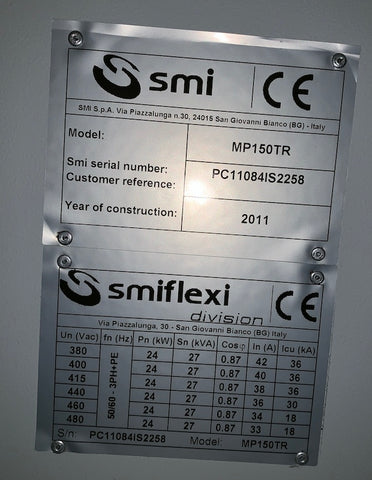 smi CE
SMI S.p.A. Via Piazzalunga n.30, 24015 San Giovanni Bianco (BG) - Italy
Model: MP150TR
Smi serial number: PC11084IS2258
Customer reference:
Year of construction: 2011
smiflexi CE
division
Via Piazzalunga, 30 - San Giovanni Bianco (BG) Italy
Un (Vac) fn (Hz) Pn (kW) Sn (kVA) Cosφ In (A) Icu (kA)
380 50/60 - 3PH+PE 24 27 0.87 42 36
400 24 27 0.87 40 36
415 24 27 0.87 38 36
440 24 27 0.87 36 30
460 24 27 0.87 34 18
480 24 27 0.87 33 18
S/n: PC11084IS2258 Model: MP150TR